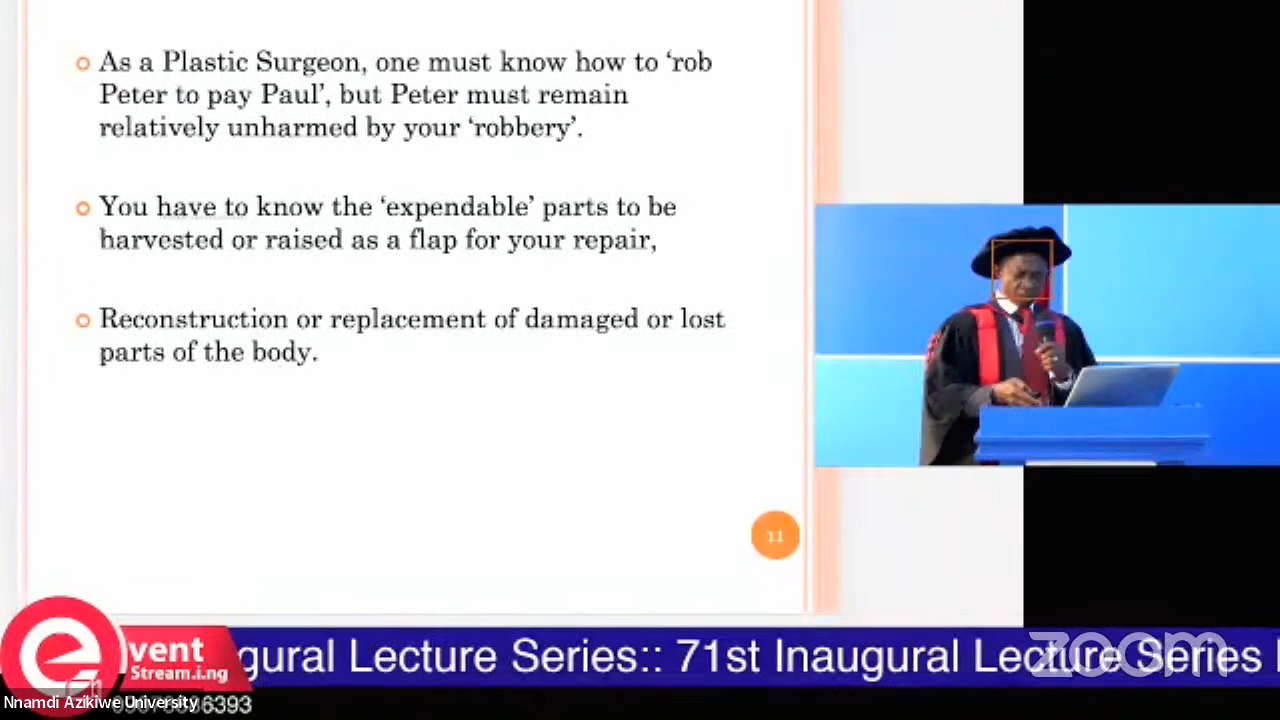 As a Plastic Surgeon, one must know how to ‘rob
Peter to pay Paul’, but Peter must remain
relatively unharmed by your ‘robbery’.
You have to know the ‘expendable’ parts to be
harvested or raised as a flap for your repair,
Reconstruction or replacement of damaged or lost
parts of the body.
11
event
Stream.i.ng
gural Lecture Series:: 71st Inaugural Lecture Series
zoom
Nnamdi Azikiwe University